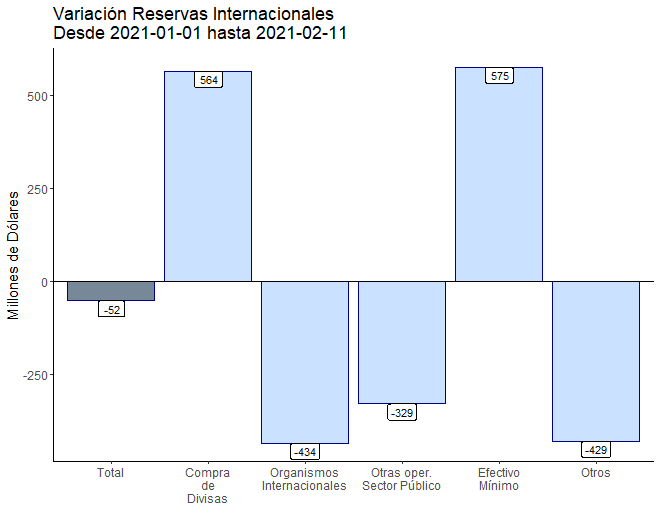 Variación Reservas Internacionales
Desde 2021-01-01 hasta 2021-02-11
Millones de Dólares
500
250
0
-250
-52
564
-434
-329
575
-429
Total
Compra
de
Divisas
Organismos
Internacionales
Otras oper.
Sector Público
Efectivo
Mínimo
Otros